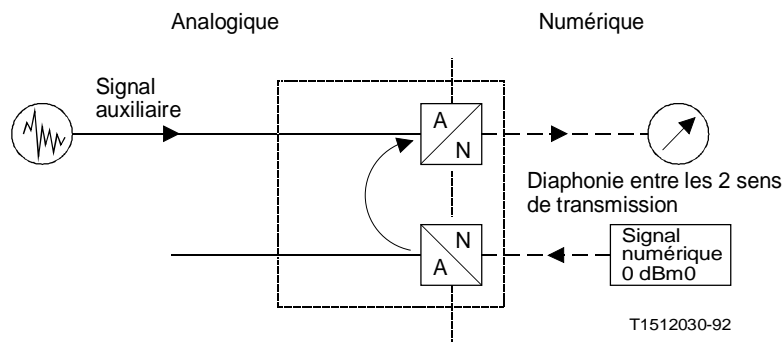 Analogique
Numérique
Signal
auxiliaire
A
N
Diaphonie entre les 2 sens
de transmission
N
A
Signal
numérique
0 dBm0
T1512030-92